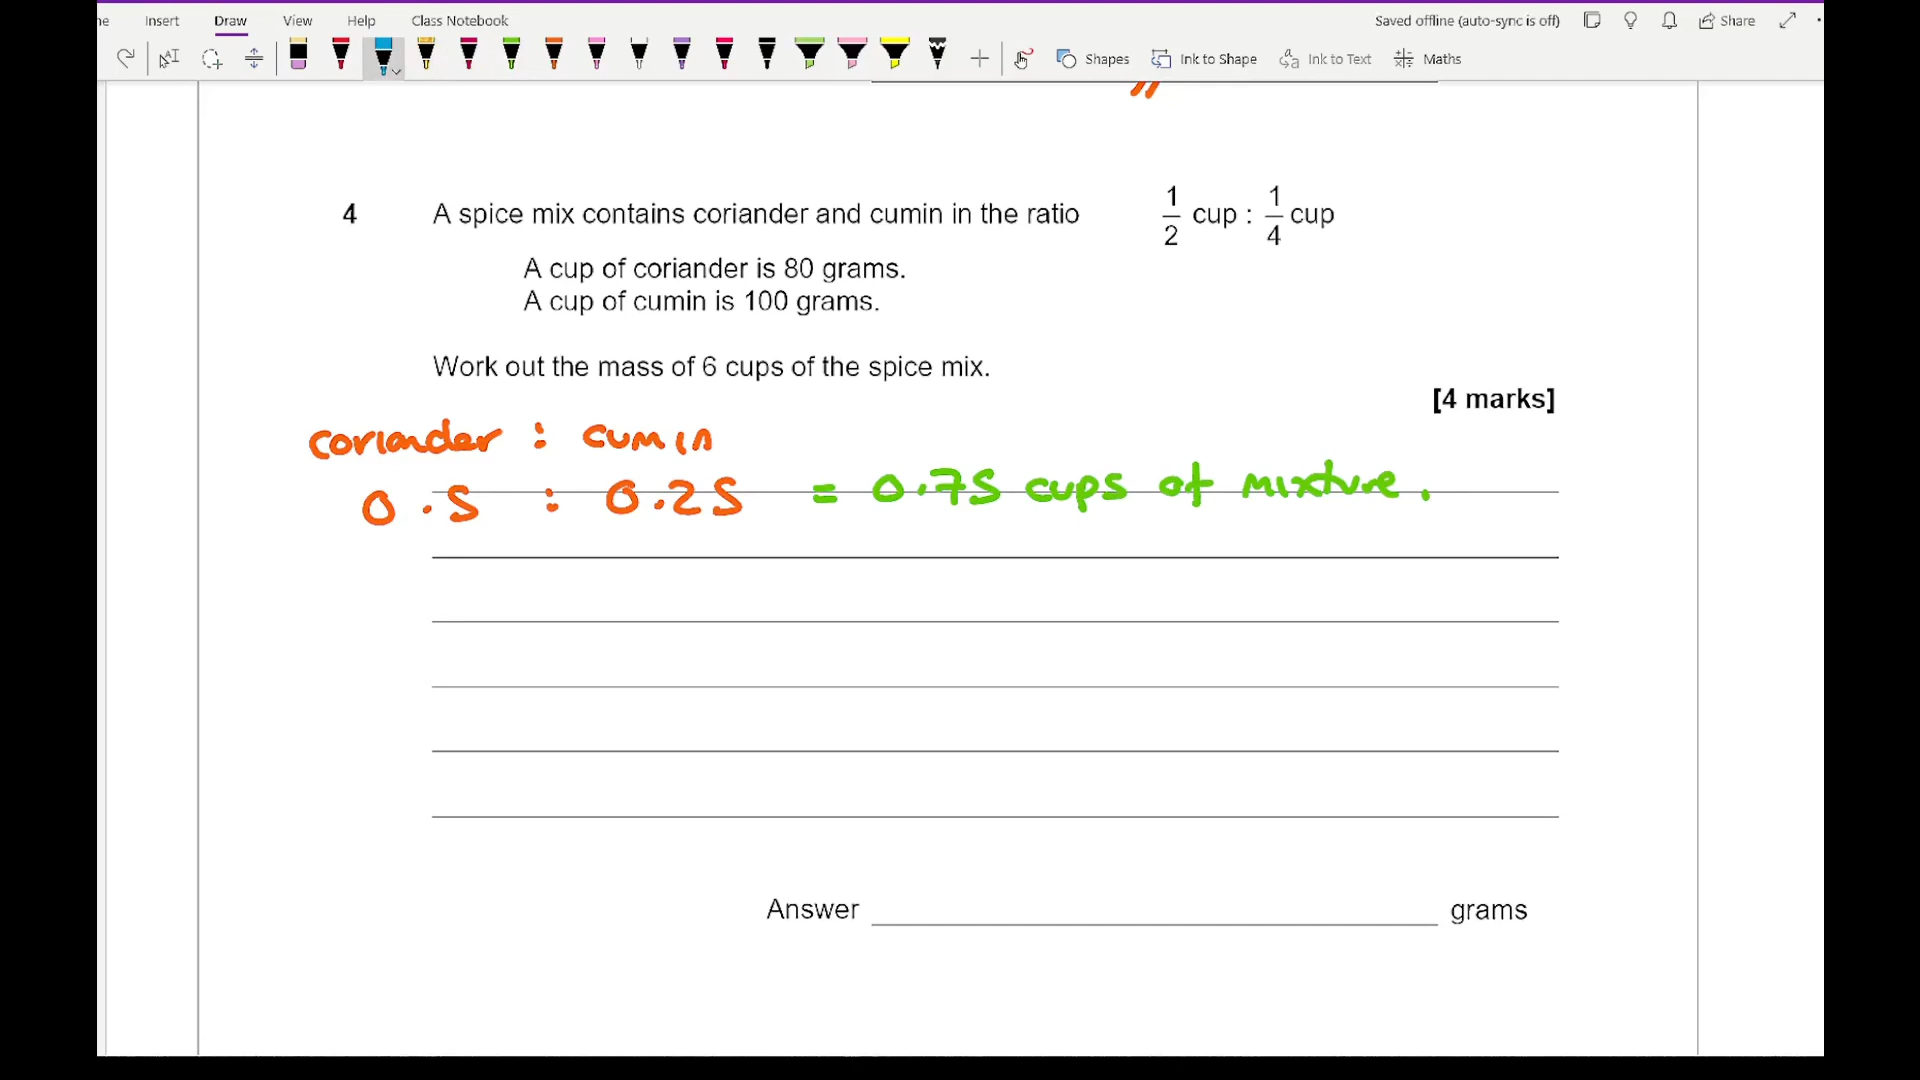 ne Insert Draw View Help Class Notebook Saved offline (auto-sync is off) Share
Ink to Shape Ink to Text Shapes Maths
4 A spice mix contains coriander and cumin in the ratio 1/2 cup : 1/4 cup
A cup of coriander is 80 grams.
A cup of cumin is 100 grams.
Work out the mass of 6 cups of the spice mix.
[4 marks]
coriander : cumin
0.5 : 0.25 = 0.75 cups of mixture.
Answer grams